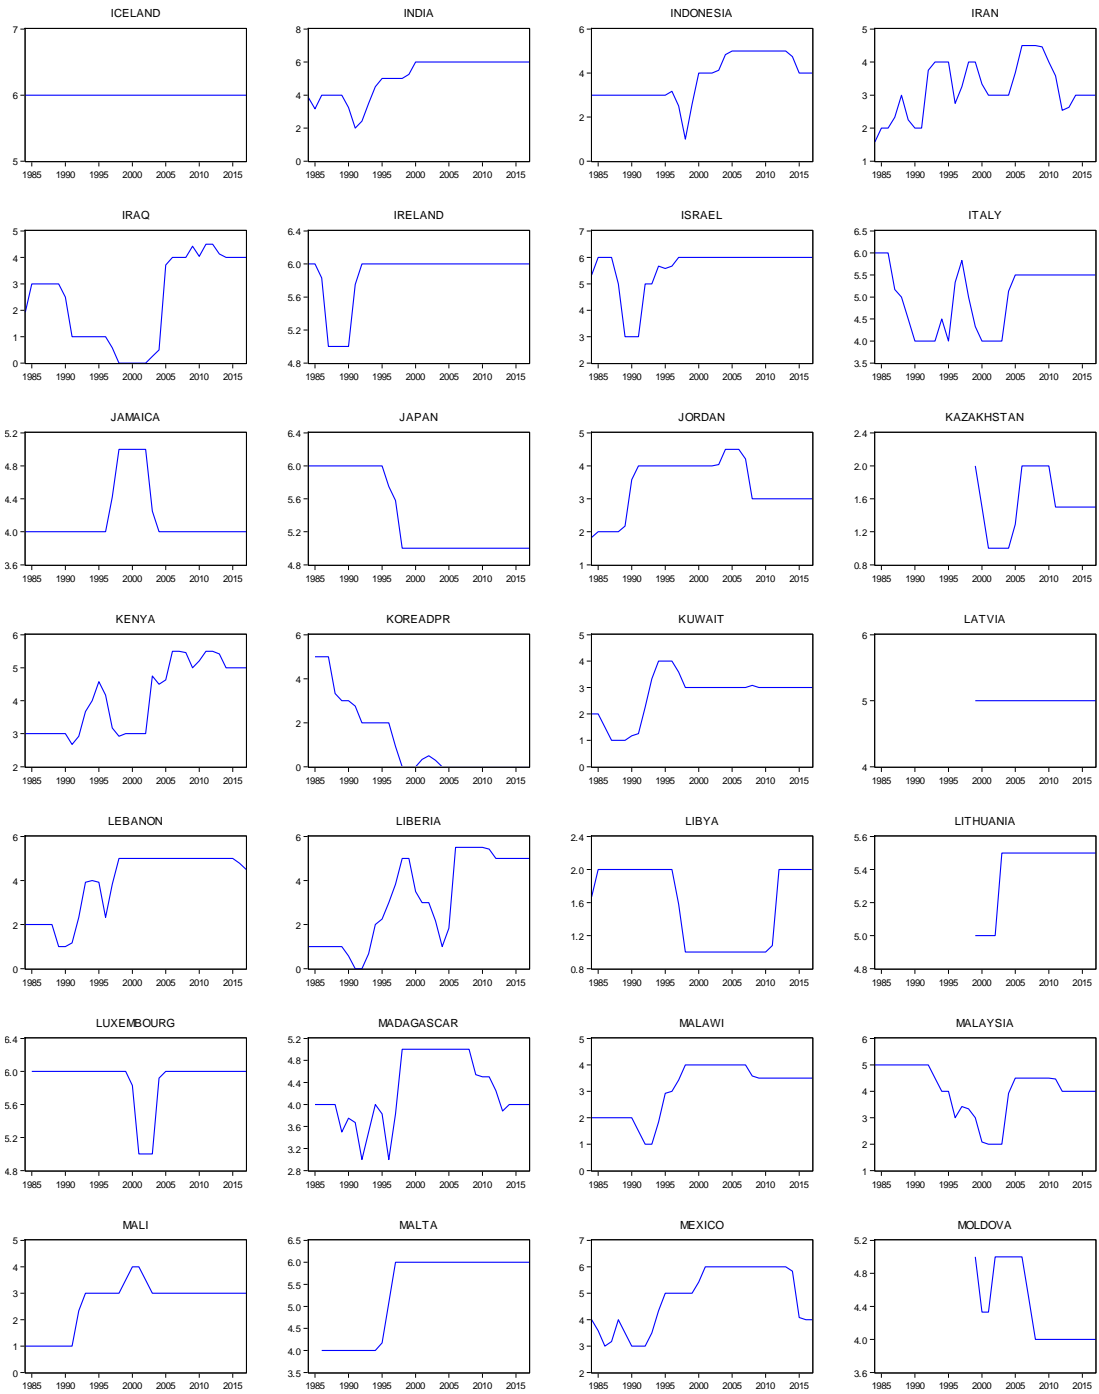 ICELAND INDIA INDONESIA IRAN
7 8 6 5
6 6 4 4
4 3
2 2 2
5 0 0 1
1985 1990 1995 2000 2005 2010 2015 1985 1990 1995 2000 2005 2010 2015 1985 1990 1995 2000 2005 2010 2015 1985 1990 1995 2000 2005 2010 2015
IRAQ IRELAND ISRAEL ITALY
5 6.4 7 6.5
4 6.0 6 6.0
3 5.6 5 5.5
2 5.2 4 5.0
1 4.8 3 4.5
0 2 4.0
3.5
1985 1990 1995 2000 2005 2010 2015 1985 1990 1995 2000 2005 2010 2015 1985 1990 1995 2000 2005 2010 2015 1985 1990 1995 2000 2005 2010 2015
JAMAICA JAPAN JORDAN KAZAKHSTAN
5.2 6.4 5 2.4
4.8 6.0 4 2.0
4.4 5.6 3 1.6
4.0 5.2 2 1.2
3.6 4.8 1 0.8
1985 1990 1995 2000 2005 2010 2015 1985 1990 1995 2000 2005 2010 2015 1985 1990 1995 2000 2005 2010 2015 1985 1990 1995 2000 2005 2010 2015
KENYA KOREADPR KUWAIT LATVIA
6 6 5 6
5 4 4 5
4 2 3 4
3 0 2
2 1
0
1985 1990 1995 2000 2005 2010 2015 1985 1990 1995 2000 2005 2010 2015 1985 1990 1995 2000 2005 2010 2015 1985 1990 1995 2000 2005 2010 2015
LEBANON LIBERIA LIBYA LITHUANIA
6 6 2.4 5.6
4 4 2.0 5.4
2 2 1.6 5.2
0 0 1.2 5.0
0.8 4.8
1985 1990 1995 2000 2005 2010 2015 1985 1990 1995 2000 2005 2010 2015 1985 1990 1995 2000 2005 2010 2015 1985 1990 1995 2000 2005 2010 2015
LUXEMBOURG MADAGASCAR MALAWI MALAYSIA
6.4 5.2 5 6
6.0 4.8 4 5
5.6 4.4 3 4
5.2 4.0 2 3
4.8 3.6 1 2
3.2 0 1
2.8
1985 1990 1995 2000 2005 2010 2015 1985 1990 1995 2000 2005 2010 2015 1985 1990 1995 2000 2005 2010 2015 1985 1990 1995 2000 2005 2010 2015
MALI MALTA MEXICO MOLDOVA
5 6.5 7 5.2
4 6.0 6 4.8
3 5.5 5 4.4
2 5.0 4 4.0
1 4.5 3 3.6
0 4.0 2
3.5
1985 1990 1995 2000 2005 2010 2015 1985 1990 1995 2000 2005 2010 2015 1985 1990 1995 2000 2005 2010 2015 1985 1990 1995 2000 2005 2010 2015